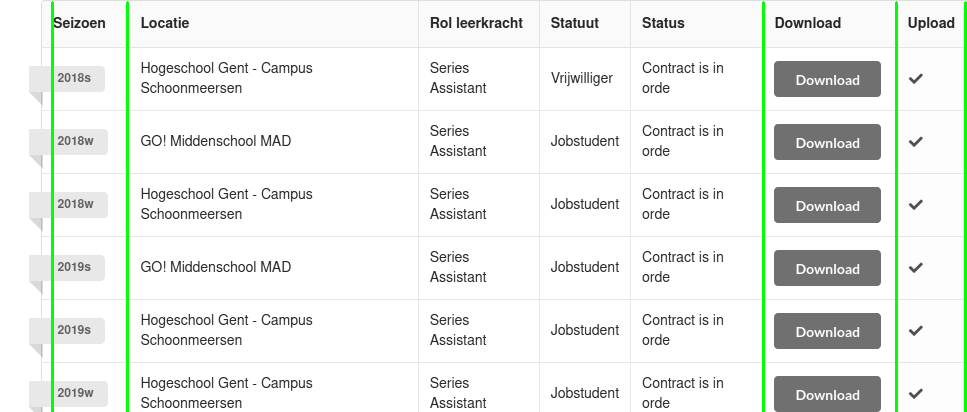 Seizoen Locatie Rol leerkracht Statuut Status Download Upload
2018s Hogeschool Gent - Campus Schoonmeersen Series Assistant Vrijwilliger Contract is in orde Download
2018w GO! Middenschool MAD Series Assistant Jobstudent Contract is in orde Download
2018w Hogeschool Gent - Campus Schoonmeersen Series Assistant Jobstudent Contract is in orde Download
2019s GO! Middenschool MAD Series Assistant Jobstudent Contract is in orde Download
2019s Hogeschool Gent - Campus Schoonmeersen Series Assistant Jobstudent Contract is in orde Download
2019w Hogeschool Gent - Campus Schoonmeersen Series Assistant Jobstudent Contract is in orde Download